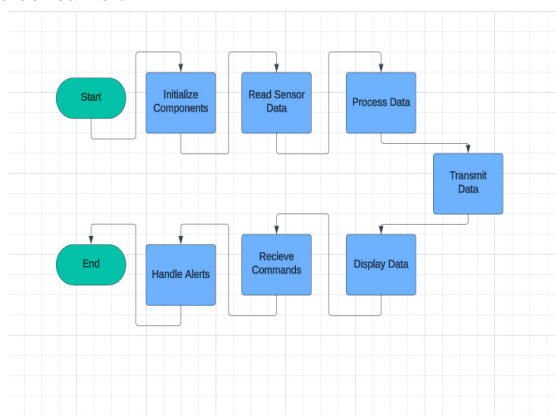 Start
Initialize
Components
Read Sensor
Data
Process Data
Transmit
Data
Display Data
Recieve
Commands
Handle Alerts
End